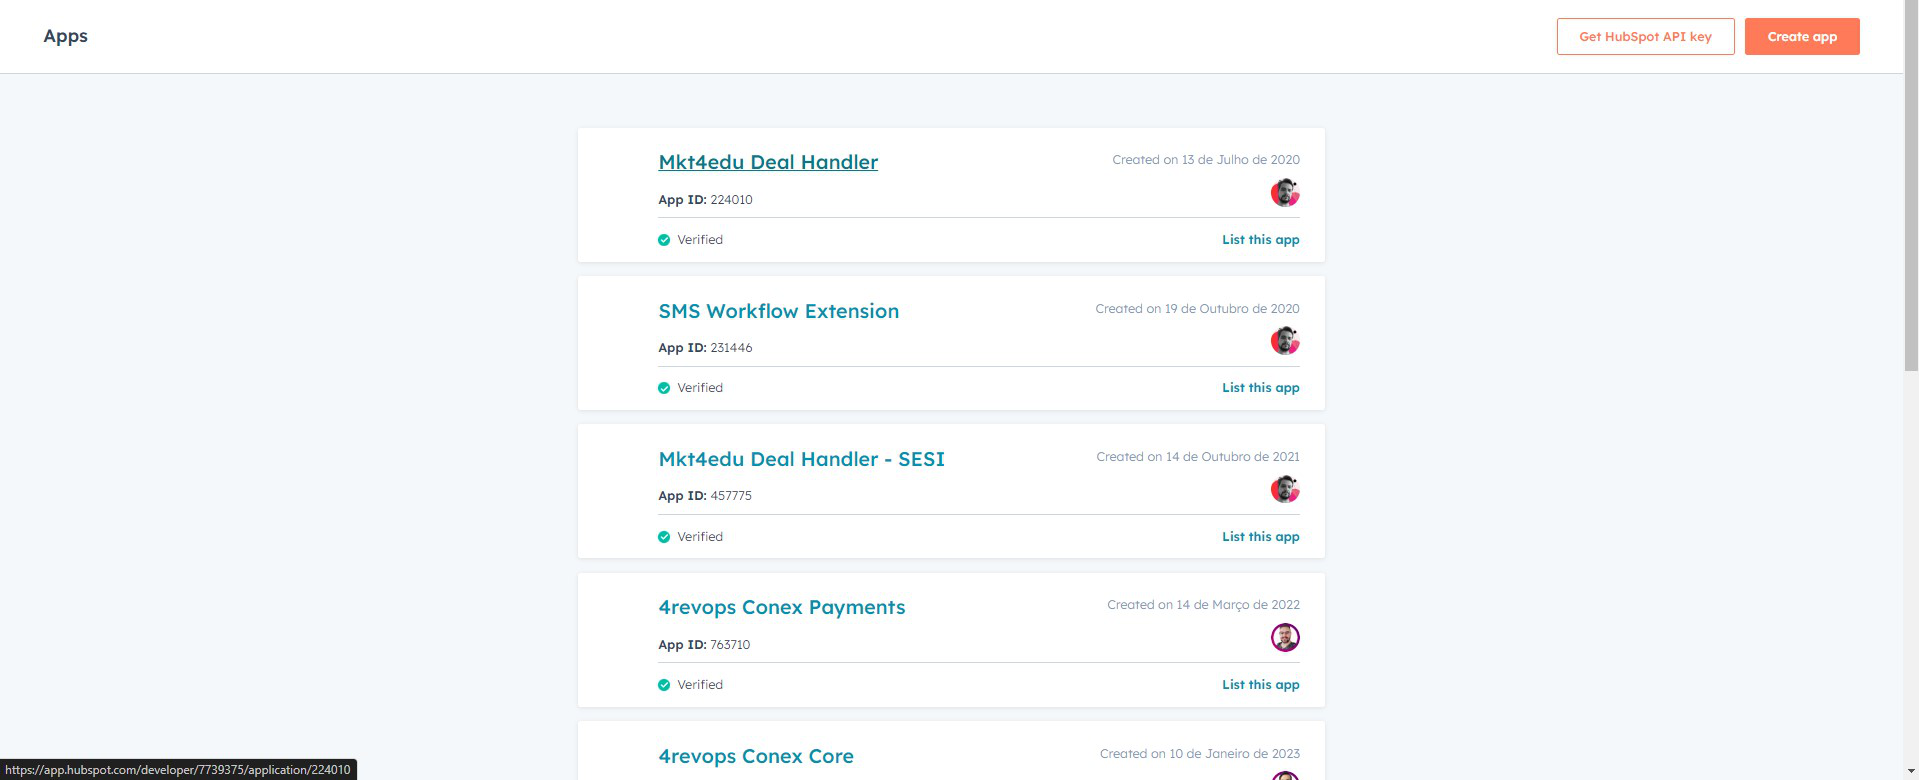 Apps
Get HubSpot API key
Create app
Mkt4edu Deal Handler
Created on 13 de Julho de 2020
App ID: 224010
Verified
List this app
SMS Workflow Extension
Created on 19 de Outubro de 2020
App ID: 231446
Verified
List this app
Mkt4edu Deal Handler - SESI
Created on 14 de Outubro de 2021
App ID: 457775
Verified
List this app
4revops Conex Payments
Created on 14 de Março de 2022
App ID: 763710
Verified
List this app
4revops Conex Core
Created on 10 de Janeiro de 2023
https://app.hubspot.com/developer/7739375/application/224010